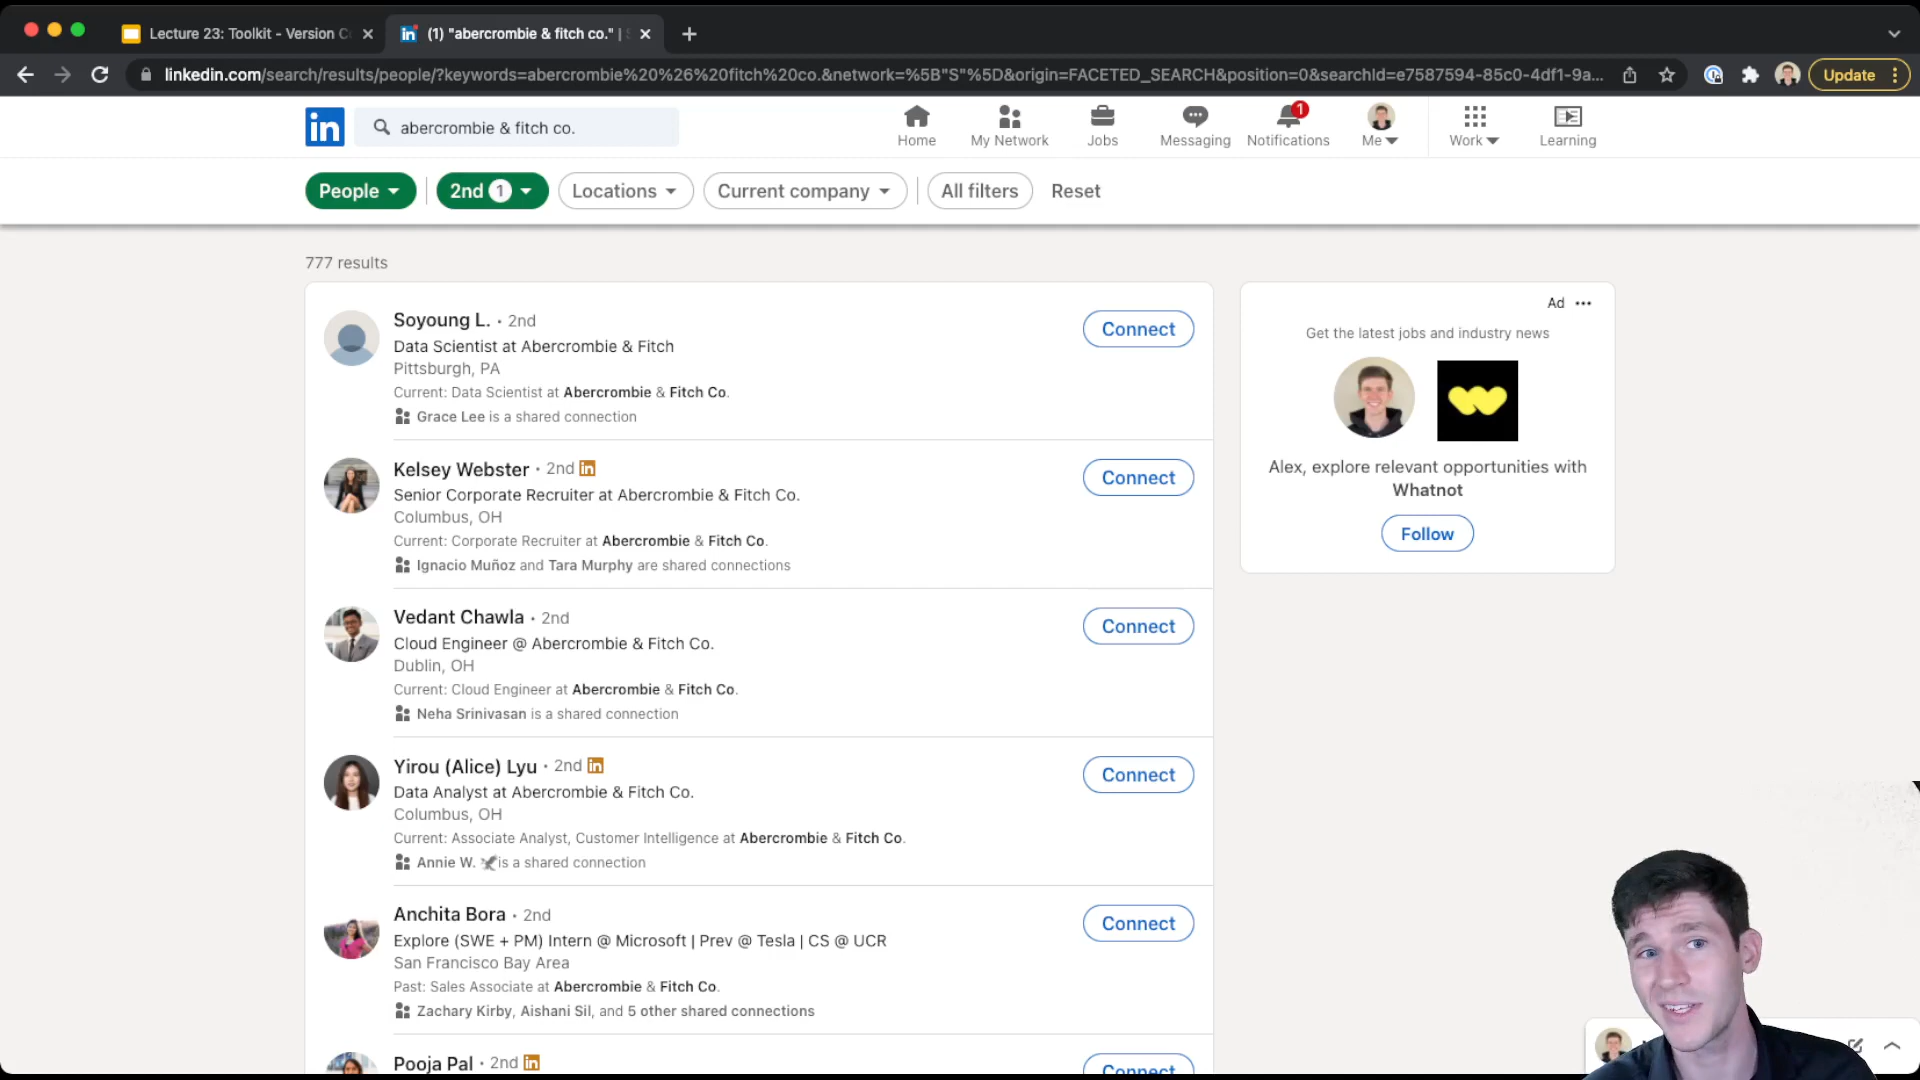 Lecture 23: Toolkit - Version Co
(1) "abercrombie & fitch co." | S
linkedin.com/search/results/people/?keywords=abercrombie%20%26%20fitch%20co.&network=%5B"S"%5D&origin=FACETED_SEARCH&position=0&searchId=e7587594-85c0-4df1-9a...
Update
in
abercrombie & fitch co.
Home
My Network
Jobs
Messaging
1
Notifications
Me
Work
Learning
People
2nd 1
Locations
Current company
All filters
Reset
777 results
Soyoung L. • 2nd
Data Scientist at Abercrombie & Fitch
Pittsburgh, PA
Current: Data Scientist at Abercrombie & Fitch Co.
Grace Lee is a shared connection
Connect
Kelsey Webster • 2nd in
Senior Corporate Recruiter at Abercrombie & Fitch Co.
Columbus, OH
Current: Corporate Recruiter at Abercrombie & Fitch Co.
Ignacio Muñoz and Tara Murphy are shared connections
Connect
Vedant Chawla • 2nd
Cloud Engineer @ Abercrombie & Fitch Co.
Dublin, OH
Current: Cloud Engineer at Abercrombie & Fitch Co.
Neha Srinivasan is a shared connection
Connect
Yirou (Alice) Lyu • 2nd in
Data Analyst at Abercrombie & Fitch Co.
Columbus, OH
Current: Associate Analyst, Customer Intelligence at Abercrombie & Fitch Co.
Annie W. is a shared connection
Connect
Anchita Bora • 2nd
Explore (SWE + PM) Intern @ Microsoft | Prev @ Tesla | CS @ UCR
San Francisco Bay Area
Past: Sales Associate at Abercrombie & Fitch Co.
Zachary Kirby, Aishani Sil, and 5 other shared connections
Connect
Pooja Pal • 2nd in
Connect
Ad •••
Get the latest jobs and industry news
Alex, explore relevant opportunities with
Whatnot
Follow